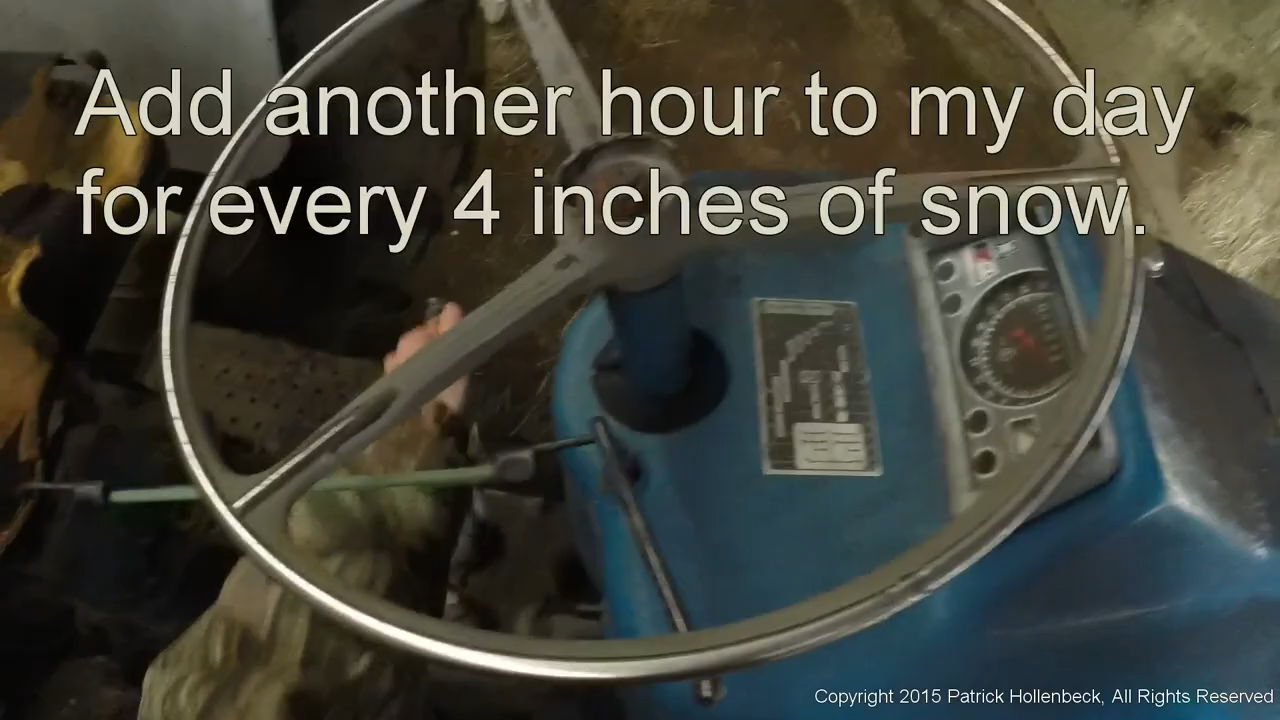 Add another hour to my day
for every 4 inches of snow.
Copyright 2015 Patrick Hollenbeck, All Rights Reserved